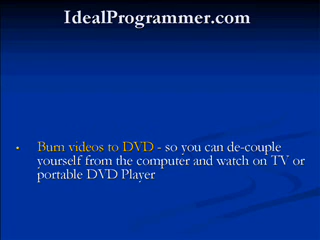 IdealProgrammer.com
• Burn videos to DVD - so you can de-couple
yourself from the computer and watch on TV or
portable DVD Player